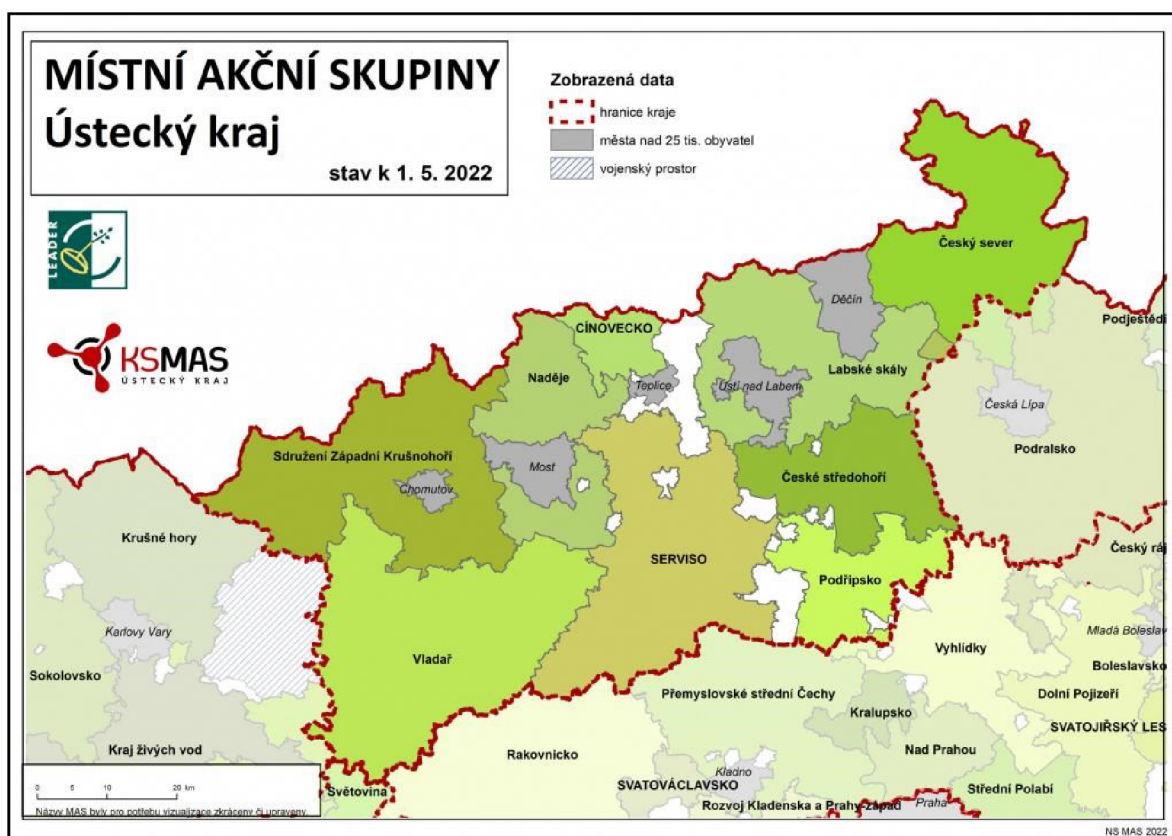 MÍSTNÍ AKČNÍ SKUPINY
Ústecký kraj
stav k 1. 5. 2022
Zobrazená data
hranice kraje
města nad 25 tis. obyvatel
vojenský prostor
LEADER
KSMAS
ÚSTECKÝ KRAJ
Český sever
Děčín
Podještědí
CÍNOVECKO
Naděje
Teplice
Ústí nad Labem
Labské skály
Česká Lípa
Podralsko
Sdružení Západní Krušnohoří
Most
Chomutov
České středohoří
Krušné hory
SERVISO
Podřipsko
Český ráj
Karlovy Vary
Mladá Boleslav
Vladař
Vyhlídky
Sokolovsko
Boleslavsko
Přemyslovské střední Čechy
Dolní Pojizeří
Kralupsko
SVATOJIŘSKÝ LES
Kraj živých vod
Rakovnicko
Nad Prahou
Kladno
SVATOVÁCLAVSKO
Světovina
Střední Polabí
Rozvoj Kladenska a Prahy-západ
Praha
0 5 10 20 km
Názvy MAS byly pro potřebu vizualizace zkráceny či upraveny.
NS MAS 2022